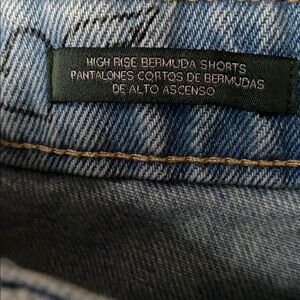 HIGH RISE BERMUDA SHORTS
PANTALONES CORTOS DE BERMUDAS
DE ALTO ASCENSO